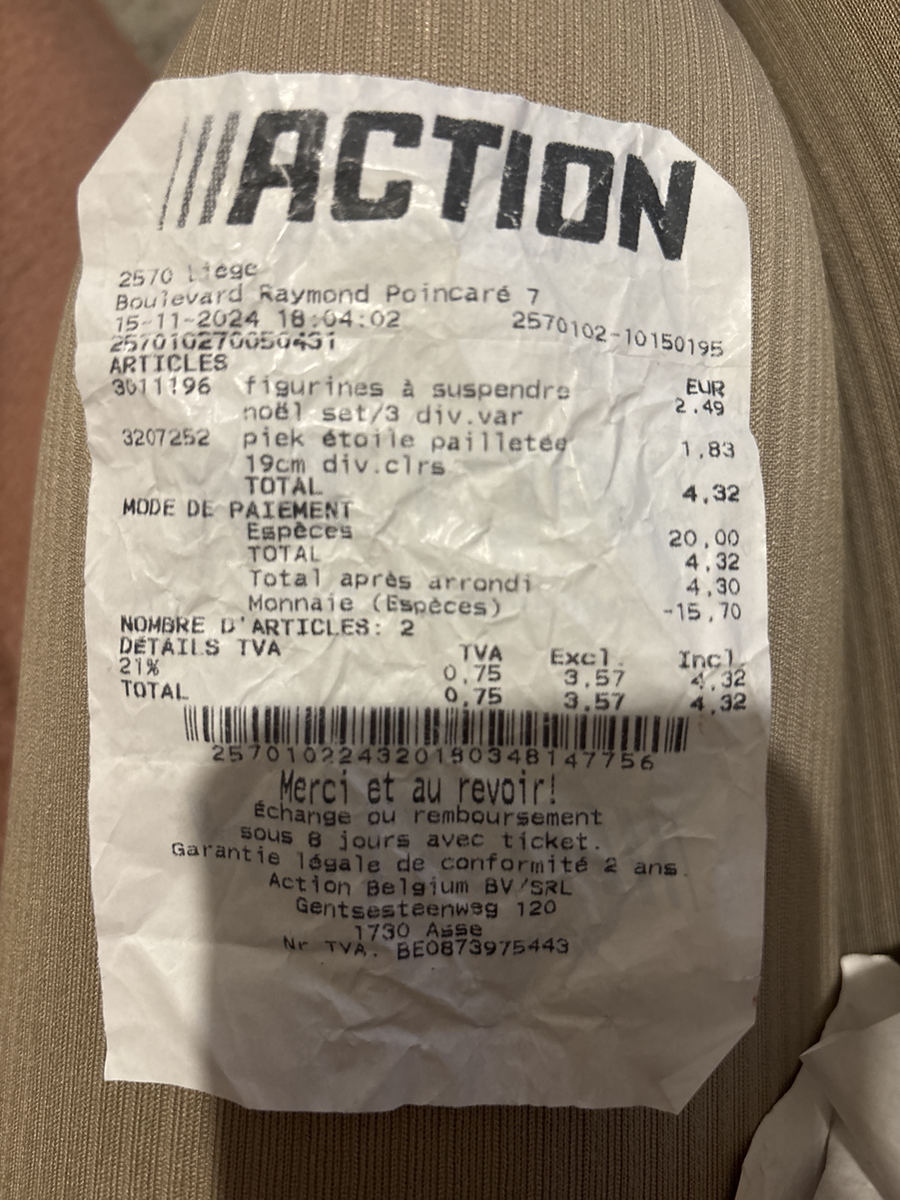 ACTION
2570 Liège
Boulevard Raymond Poincaré 7
15-11-2024 18:04:02 2570102-10150195
257010270050431
ARTICLES EUR
3011196 figurines à suspendre 2.49
noël set/3 div.var
3207252 piek étoile pailletée 1,83
19cm div.clrs
TOTAL 4,32
MODE DE PAIEMENT
Espèces 20,00
TOTAL 4,32
Total après arrondi 4,30
Monnaie (Espèces) -15,70
NOMBRE D'ARTICLES: 2
DÉTAILS TVA TVA Excl. Incl.
21% 0,75 3,57 4,32
TOTAL 0,75 3,57 4,32
257010224320180348147756
Merci et au revoir!
Échange ou remboursement
sous 8 jours avec ticket.
Garantie légale de conformité 2 ans.
Action Belgium BV/SRL
Gentsesteenweg 120
1730 Asse
Nr TVA. BE0873975443